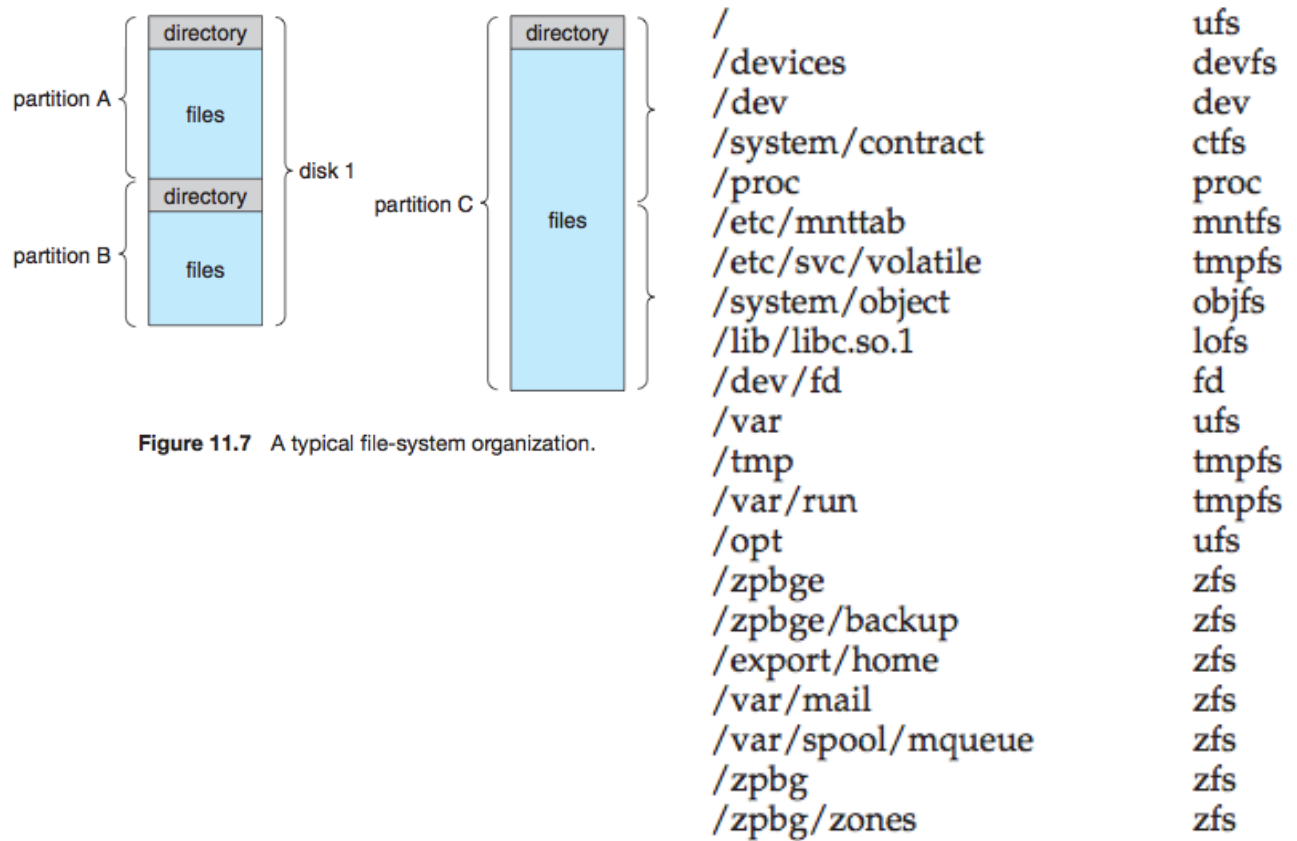 directory
partition A
files
disk 1
directory
partition B
files
directory
partition C
files
Figure 11.7 A typical file-system organization.
/ ufs
/devices devfs
/dev dev
/system/contract ctfs
/proc proc
/etc/mnttab mntfs
/etc/svc/volatile tmpfs
/system/object objfs
/lib/libc.so.1 lofs
/dev/fd fd
/var ufs
/tmp tmpfs
/var/run tmpfs
/opt ufs
/zpbge zfs
/zpbge/backup zfs
/export/home zfs
/var/mail zfs
/var/spool/mqueue zfs
/zpbg zfs
/zpbg/zones zfs